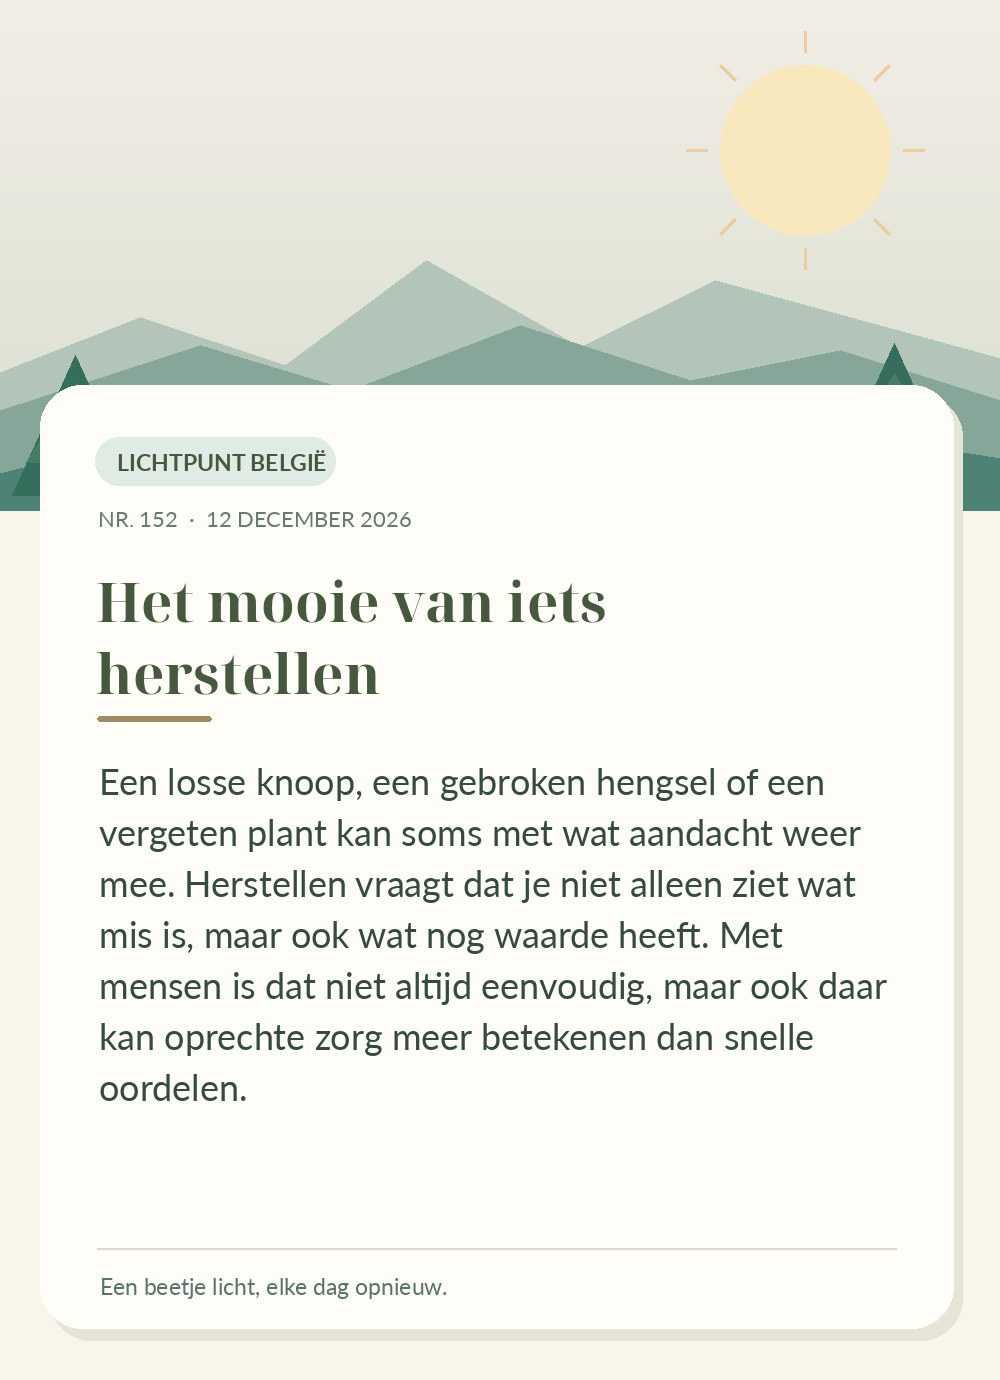 LICHTPUNT BELGIË
NR. 152 · 12 DECEMBER 2026
Het mooie van iets
herstellen
Een losse knoop, een gebroken hengsel of een
vergeten plant kan soms met wat aandacht weer
mee. Herstellen vraagt dat je niet alleen ziet wat
mis is, maar ook wat nog waarde heeft. Met
mensen is dat niet altijd eenvoudig, maar ook daar
kan oprechte zorg meer betekenen dan snelle
oordelen.
Een beetje licht, elke dag opnieuw.